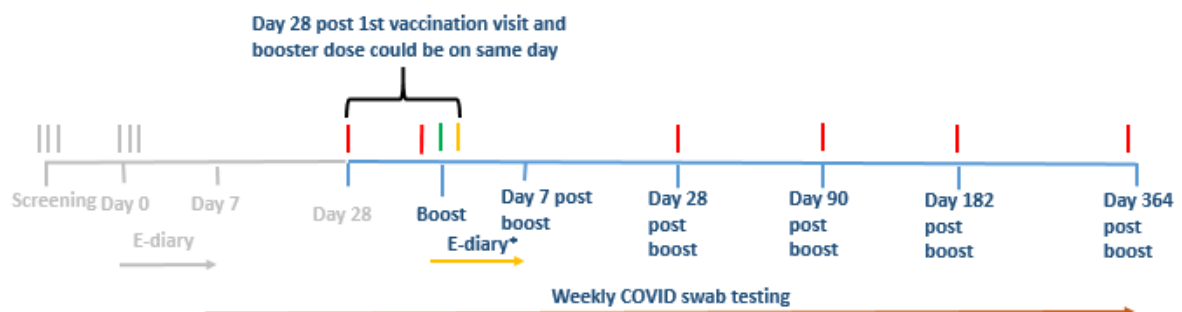 Day 28 post 1st vaccination visit and
booster dose could be on same day
Screening
Day 0
Day 7
Day 28
Boost
Day 7 post
boost
Day 28
post
boost
Day 90
post
boost
Day 182
post
boost
Day 364
post
boost
E-diary
E-diary*
Weekly COVID swab testing